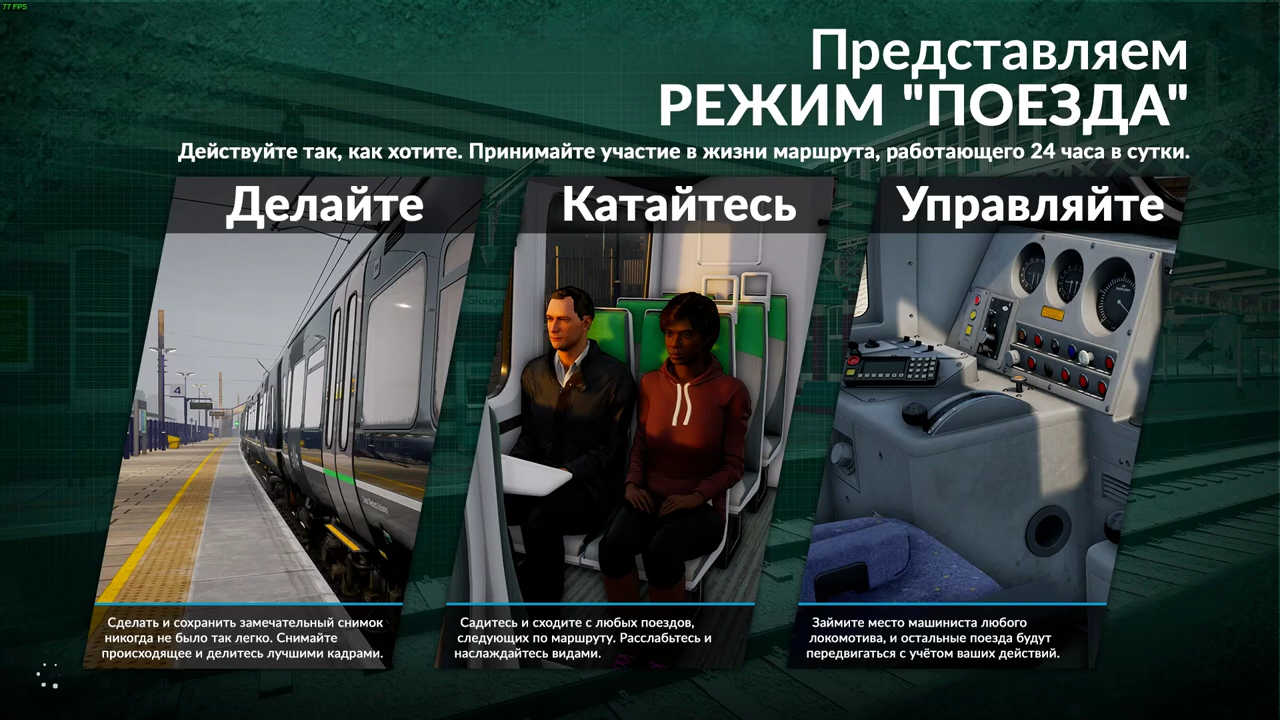 77 FPS
Представляем
РЕЖИМ "ПОЕЗДА"
Действуйте так, как хотите. Принимайте участие в жизни маршрута, работающего 24 часа в сутки.
Делайте
Катайтесь
Управляйте
Slough
4
Сделать и сохранить замечательный снимок
никогда не было так легко. Снимайте
происходящее и делитесь лучшими кадрами.
Садитесь и сходите с любых поездов,
следующих по маршруту. Расслабьтесь и
наслаждайтесь видами.
Займите место машиниста любого
локомотива, и остальные поезда будут
передвигаться с учётом ваших действий.